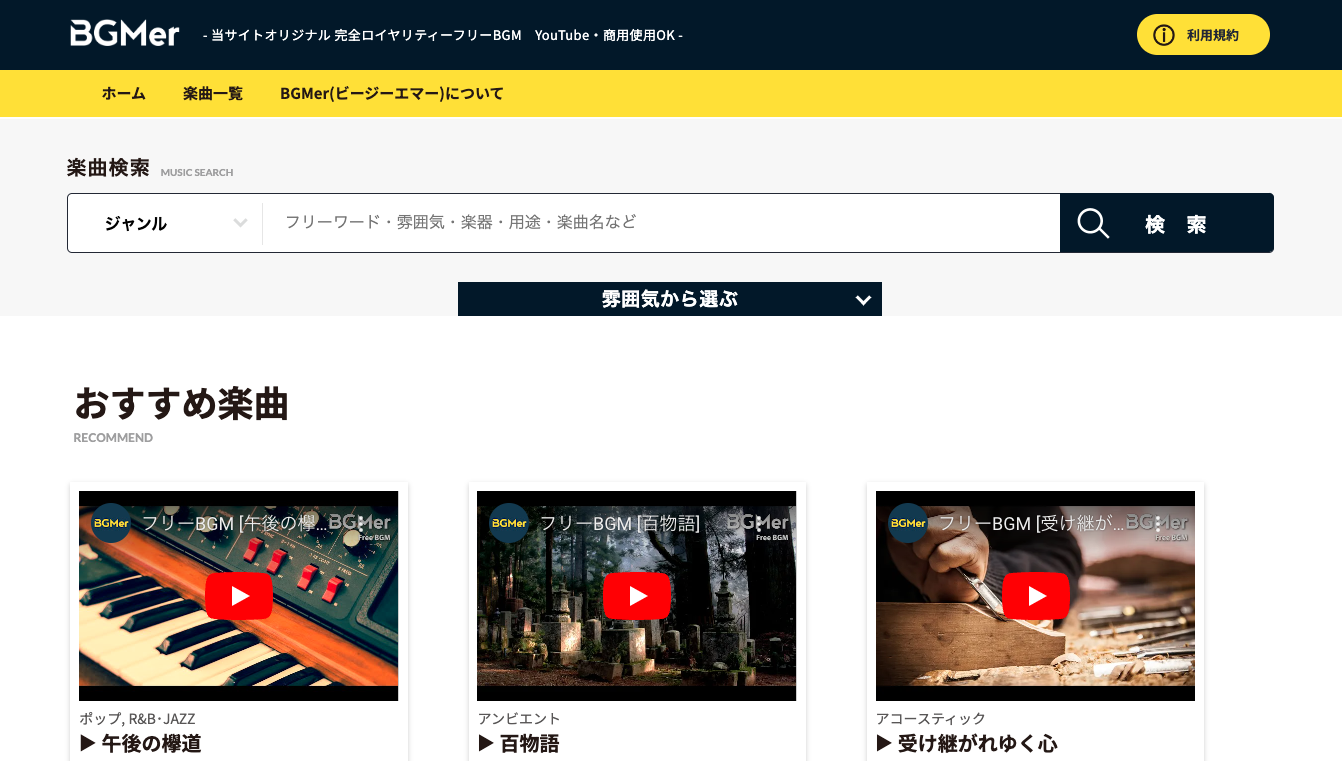 BGMer
- 当サイトオリジナル 完全ロイヤリティーフリーBGM　YouTube・商用使用OK -
利用規約
ホーム
楽曲一覧
BGMer(ビージーエマー)について
楽曲検索
MUSIC SEARCH
ジャンル
フリーワード・雰囲気・楽器・用途・楽曲名など
検 索
雰囲気から選ぶ
おすすめ楽曲
RECOMMEND
BGMer
フリーBGM [午後の欅...
BGMer
Free BGM
ポップ, R&B･JAZZ
▶ 午後の欅道
BGMer
フリーBGM [百物語]
BGMer
Free BGM
アンビエント
▶ 百物語
BGMer
フリーBGM [受け継が...
BGMer
Free BGM
アコースティック
▶ 受け継がれゆく心